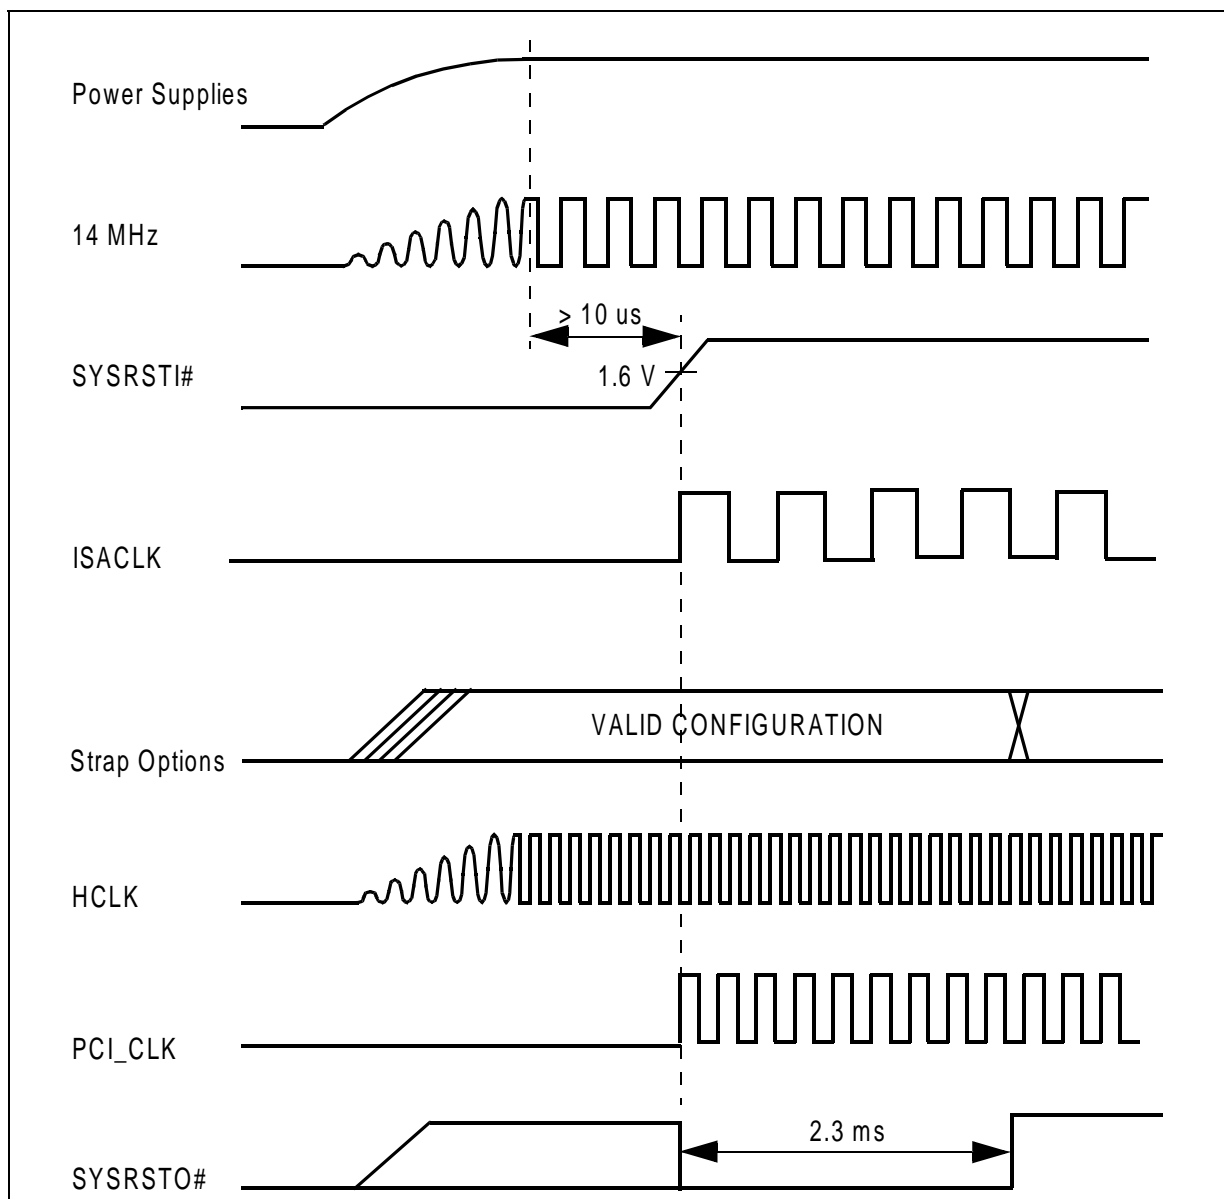 Power Supplies
14 MHz
> 10 us
SYSRSTI#
1.6 V
ISACLK
VALID CONFIGURATION
Strap Options
HCLK
PCI_CLK
2.3 ms
SYSRSTO#